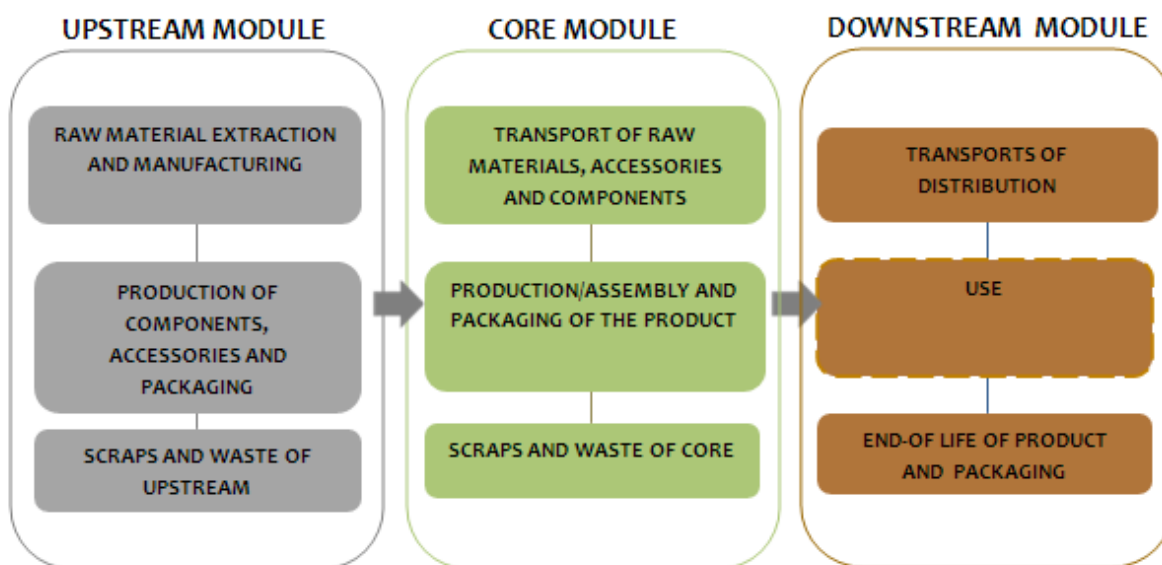 UPSTREAM MODULE
RAW MATERIAL EXTRACTION
AND MANUFACTURING
PRODUCTION OF
COMPONENTS,
ACCESSORIES AND
PACKAGING
SCRAPS AND WASTE OF
UPSTREAM
CORE MODULE
TRANSPORT OF RAW
MATERIALS, ACCESSORIES
AND COMPONENTS
PRODUCTION/ASSEMBLY AND
PACKAGING OF THE PRODUCT
SCRAPS AND WASTE OF CORE
DOWNSTREAM MODULE
TRANSPORTS OF
DISTRIBUTION
USE
END-OF LIFE OF PRODUCT
AND PACKAGING